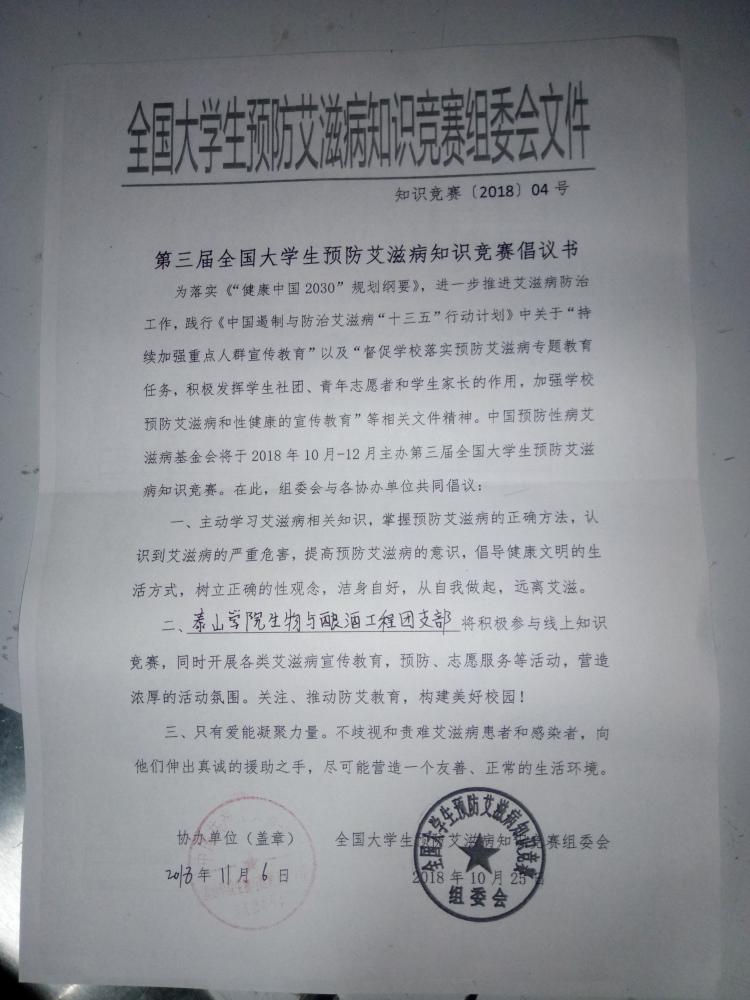 全国大学生预防艾滋病知识竞赛组委会文件
知识竞赛〔2018〕04 号
第三届全国大学生预防艾滋病知识竞赛倡议书
为落实《“健康中国 2030”规划纲要》，进一步推进艾滋病防治
工作，践行《中国遏制与防治艾滋病“十三五”行动计划》中关于“持
续加强重点人群宣传教育”以及“督促学校落实预防艾滋病专题教育
任务，积极发挥学生社团、青年志愿者和学生家长的作用，加强学校
预防艾滋病和性健康的宣传教育”等相关文件精神。中国预防性病艾
滋病基金会将于 2018 年 10 月-12 月主办第三届全国大学生预防艾滋
病知识竞赛。在此，组委会与各协办单位共同倡议：
一、主动学习艾滋病相关知识，掌握预防艾滋病的正确方法，认
识到艾滋病的严重危害，提高预防艾滋病的意识，倡导健康文明的生
活方式，树立正确的性观念，洁身自好，从自我做起，远离艾滋。
二、泰山学院生物与酿酒工程团支部 将积极参与线上知识
竞赛，同时开展各类艾滋病宣传教育，预防、志愿服务等活动，营造
浓厚的活动氛围。关注、推动防艾教育，构建美好校园！
三、只有爱能凝聚力量。不歧视和责难艾滋病患者和感染者，向
他们伸出真诚的援助之手，尽可能营造一个友善、正常的生活环境。
协办单位（盖章） 全国大学生预防艾滋病知识竞赛组委会
年 11 月 6 日 2018 年 10 月 25 日
全国大学生预防艾滋病知识竞赛
组委会